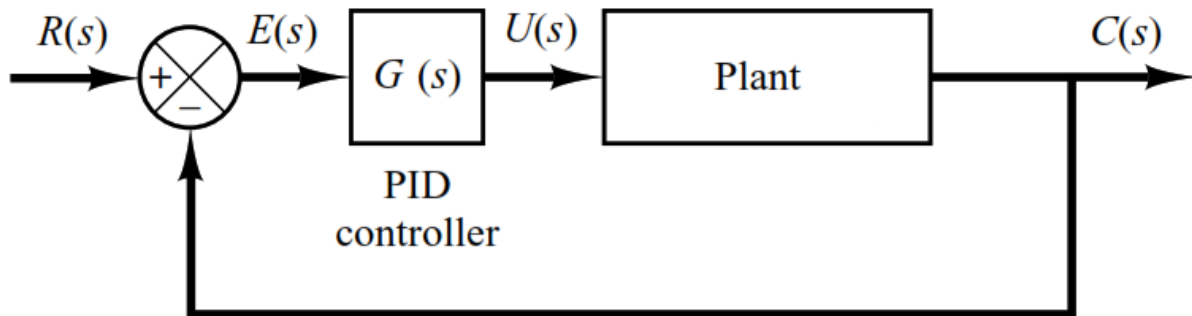 R(s)
E(s)
U(s)
C(s)
+
−
G (s)
Plant
PID
controller